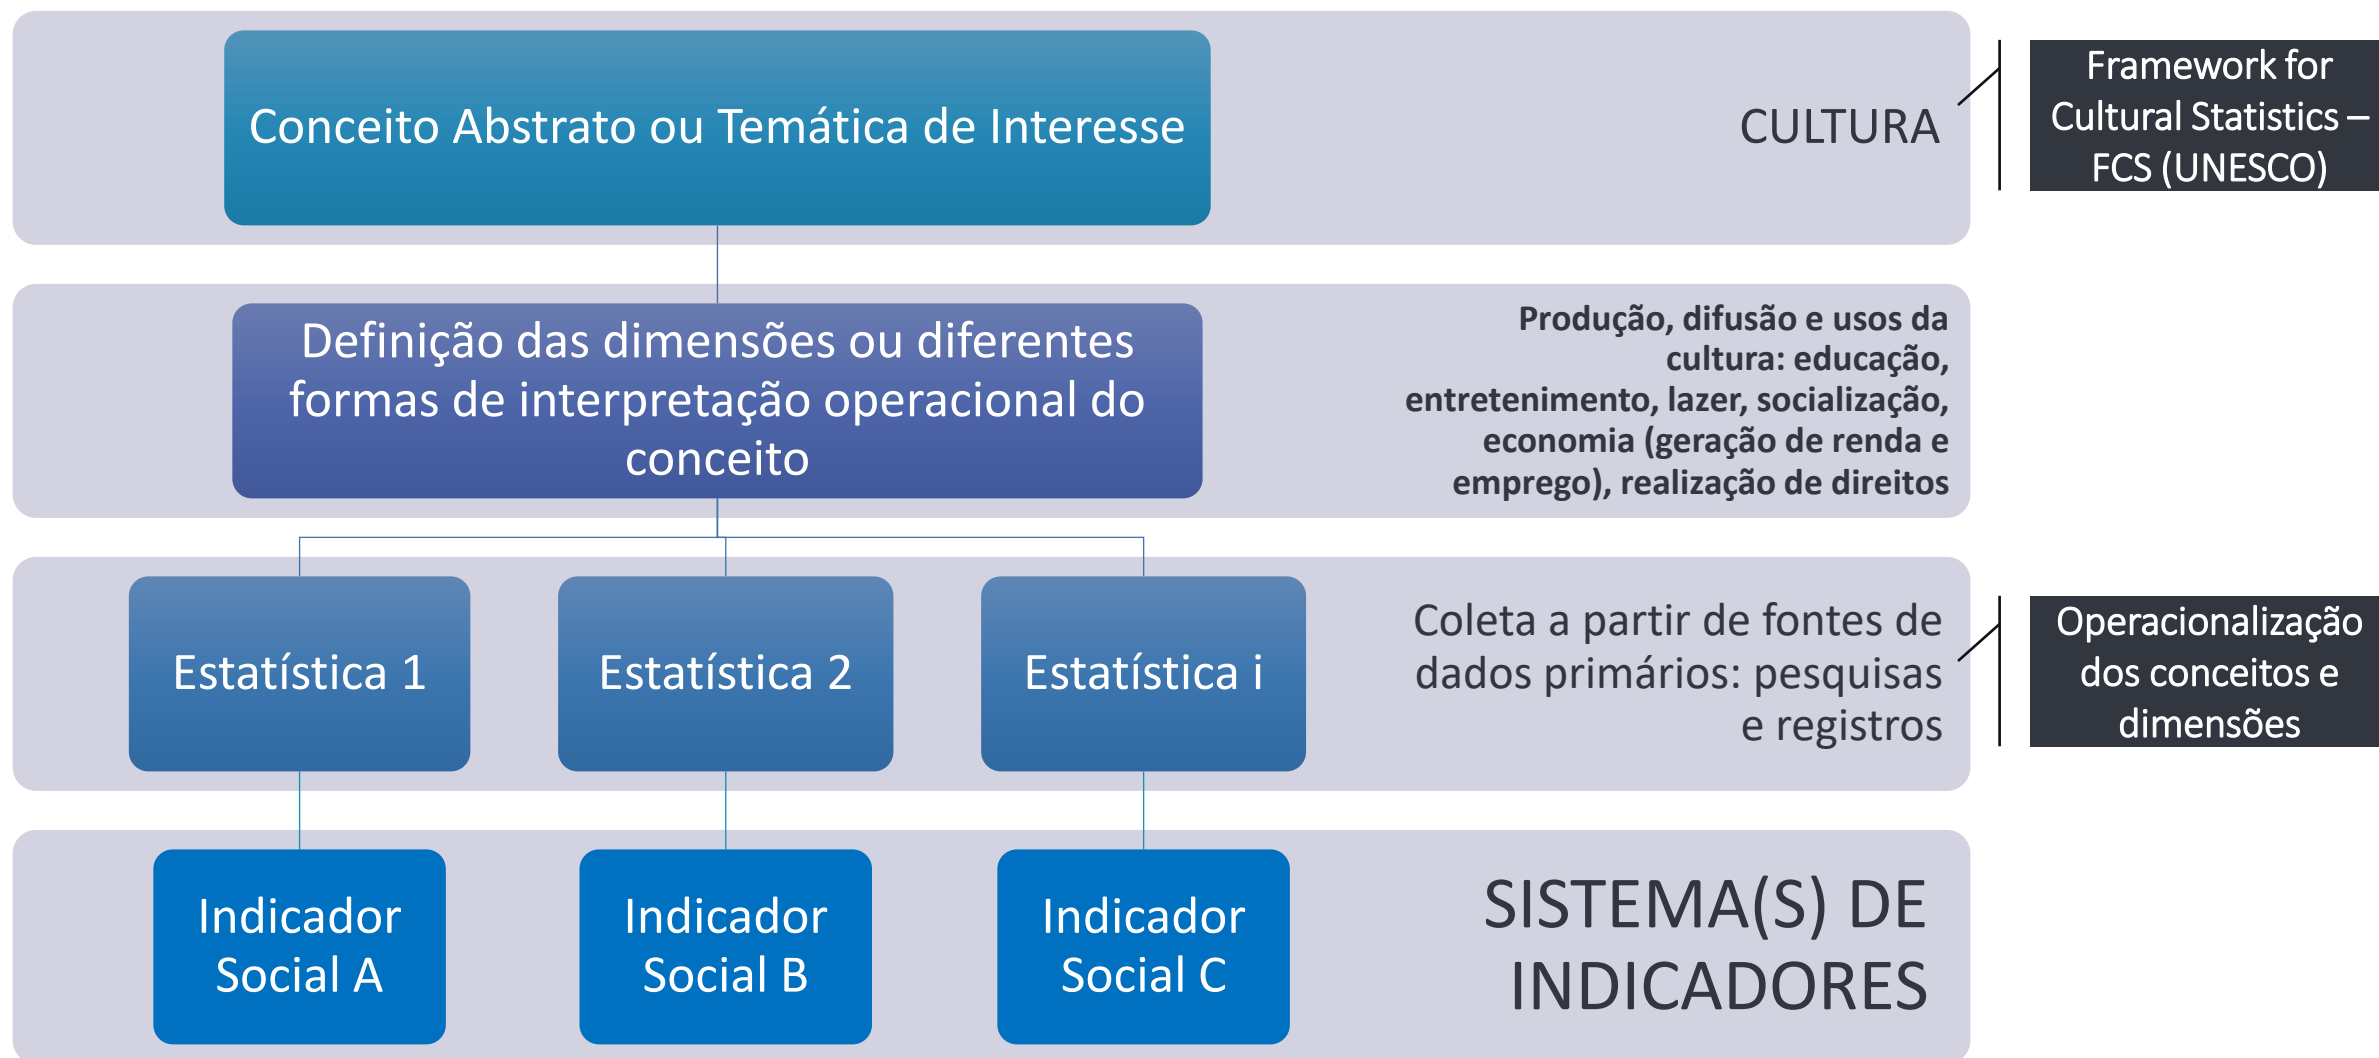 Conceito Abstrato ou Temática de Interesse
CULTURA
Framework for
Cultural Statistics –
FCS (UNESCO)
Definição das dimensões ou diferentes
formas de interpretação operacional do
conceito
Produção, difusão e usos da
cultura: educação,
entretenimento, lazer, socialização,
economia (geração de renda e
emprego), realização de direitos
Estatística 1
Estatística 2
Estatística i
Coleta a partir de fontes de
dados primários: pesquisas
e registros
Operacionalização
dos conceitos e
dimensões
Indicador
Social A
Indicador
Social B
Indicador
Social C
SISTEMA(S) DE
INDICADORES